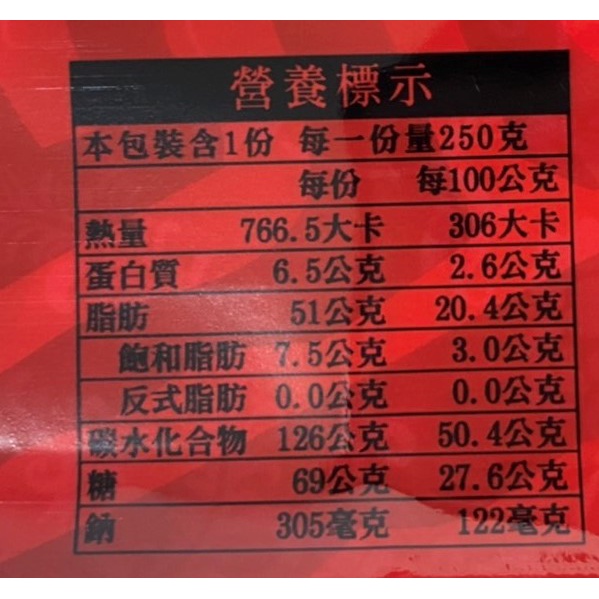 營養標示
本包裝含1份 每一份量250克
每份 每100公克
熱量 766.5大卡 306大卡
蛋白質 6.5公克 2.6公克
脂肪 51公克 20.4公克
飽和脂肪 7.5公克 3.0公克
反式脂肪 0.0公克 0.0公克
碳水化合物 126公克 50.4公克
糖 69公克 27.6公克
鈉 305毫克 122毫克